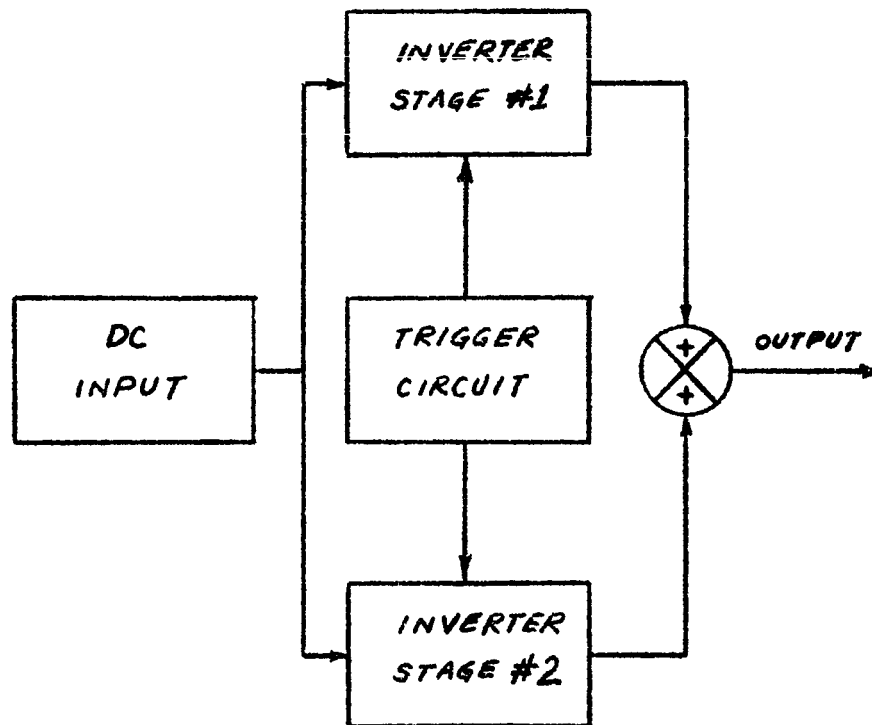 INVERTER
STAGE #1
DC
INPUT
TRIGGER
CIRCUIT
+
+
OUTPUT
INVERTER
STAGE #2